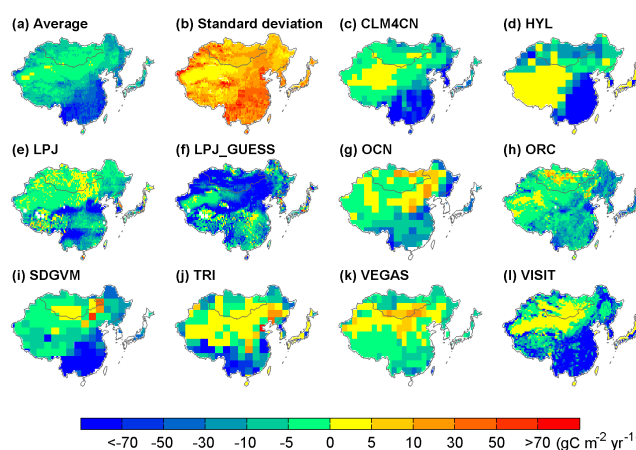 (a) Average
(b) Standard deviation
(c) CLM4CN
(d) HYL
(e) LPJ
(f) LPJ_GUESS
(g) OCN
(h) ORC
(i) SDGVM
(j) TRI
(k) VEGAS
(l) VISIT
<-70 -50 -30 -10 -5 0 5 10 30 50 >70 (gC m⁻² yr⁻¹)